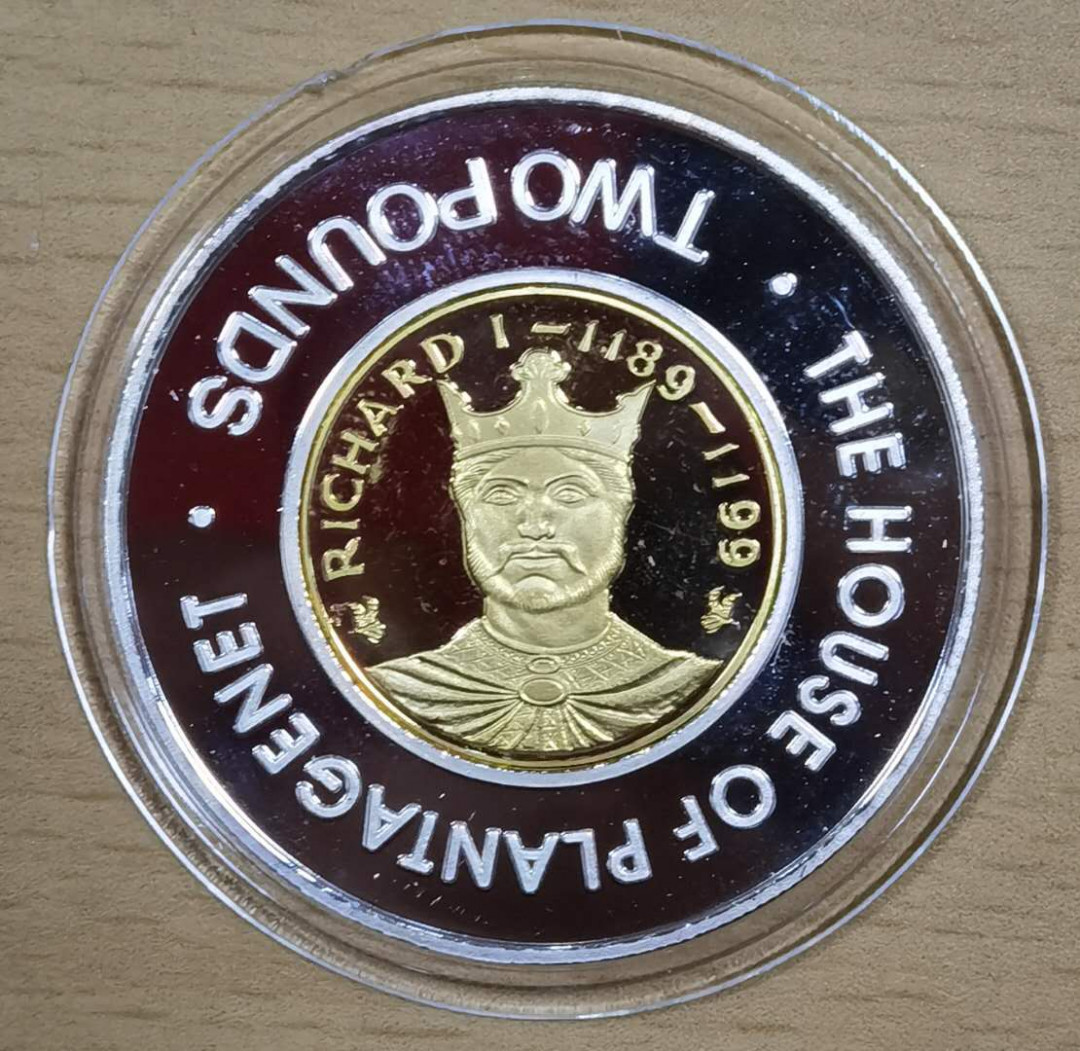 TWO POUNDS • THE HOUSE OF PLANTAGENET •
RICHARD I – 1189 – 1199